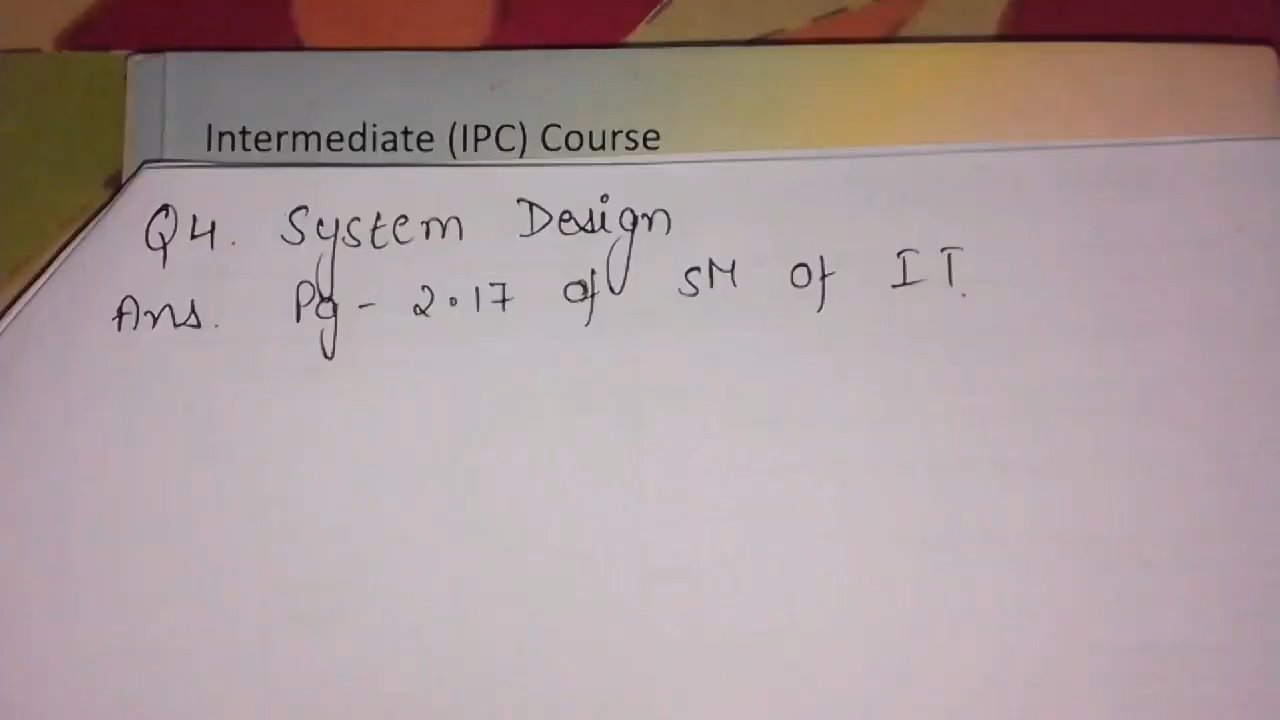 Intermediate (IPC) Course
Q4. System Design
Ans. Pg - 2.17 of SM of IT.